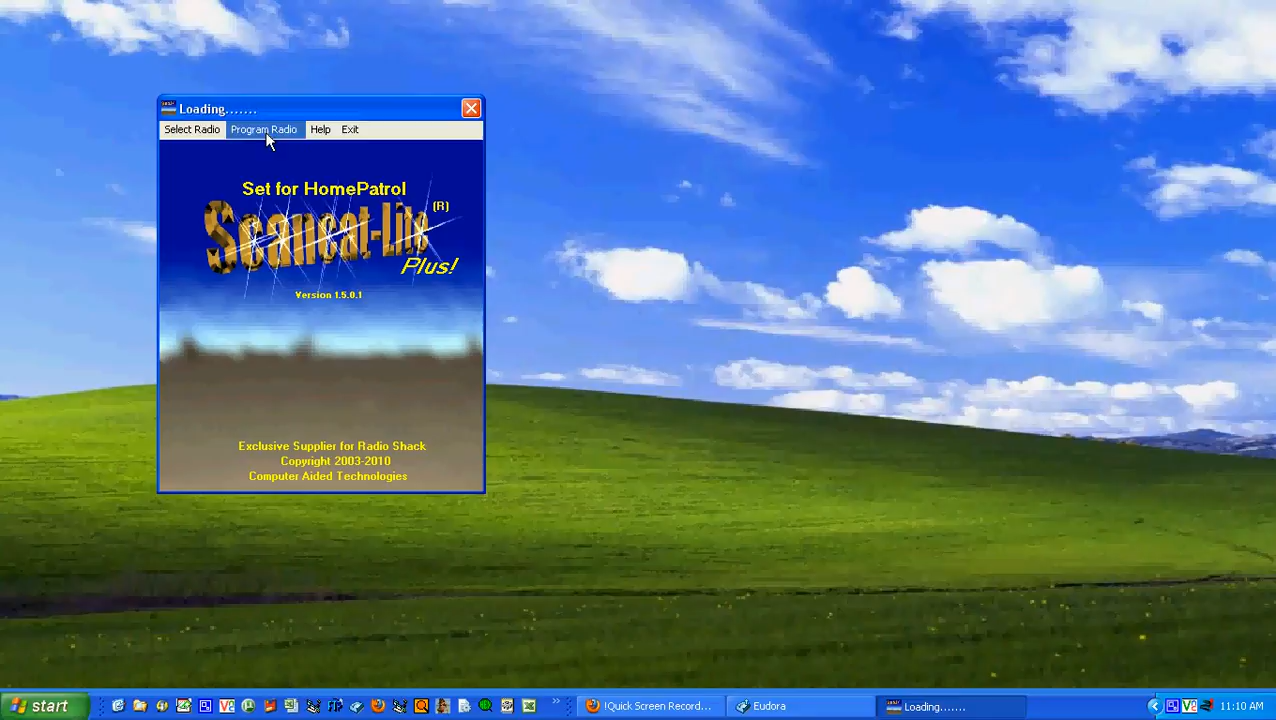 Loading.......
Select Radio Program Radio Help Exit
Set for HomePatrol
Scancat-Lite (R)
Plus!
Version 1.5.0.1
Exclusive Supplier for Radio Shack
Copyright 2003-2010
Computer Aided Technologies
start !Quick Screen Record... Eudora Loading....... 11:10 AM